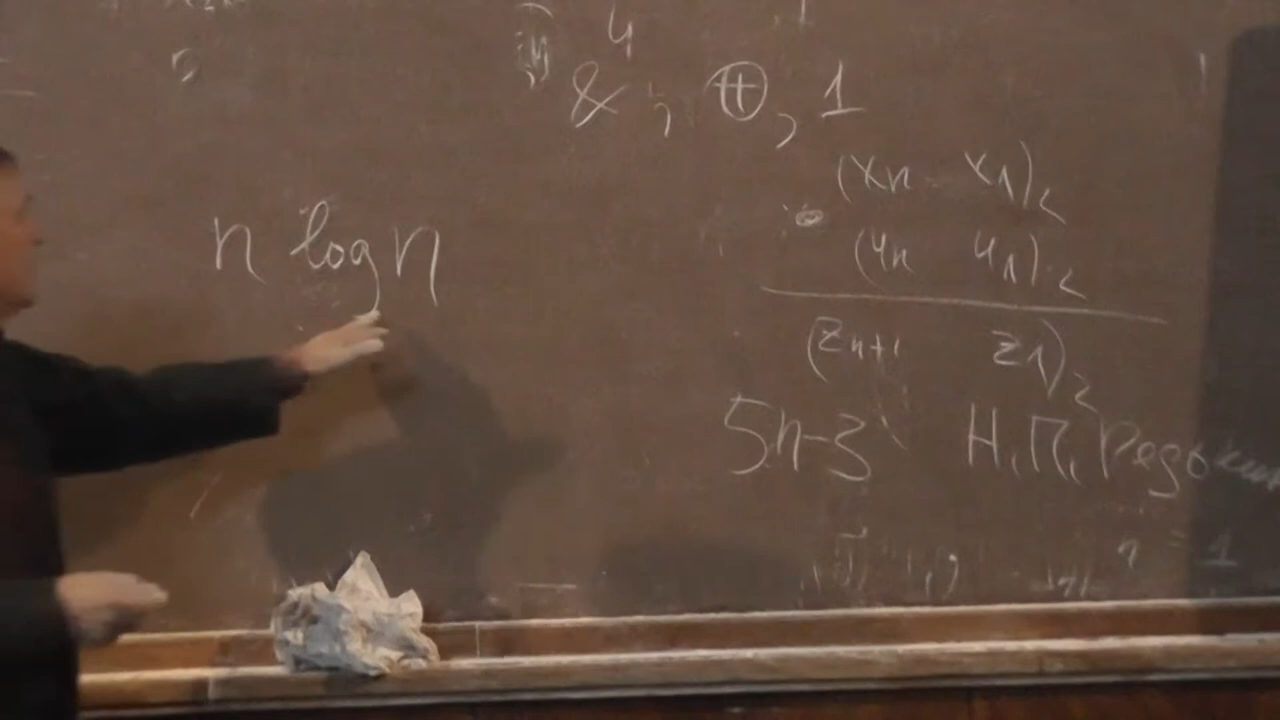 &, ⊕, 1
(xn x1)2
(yn y1)2
n log n
(zn+1 z1)2
5n-3 Н.П. Редькин